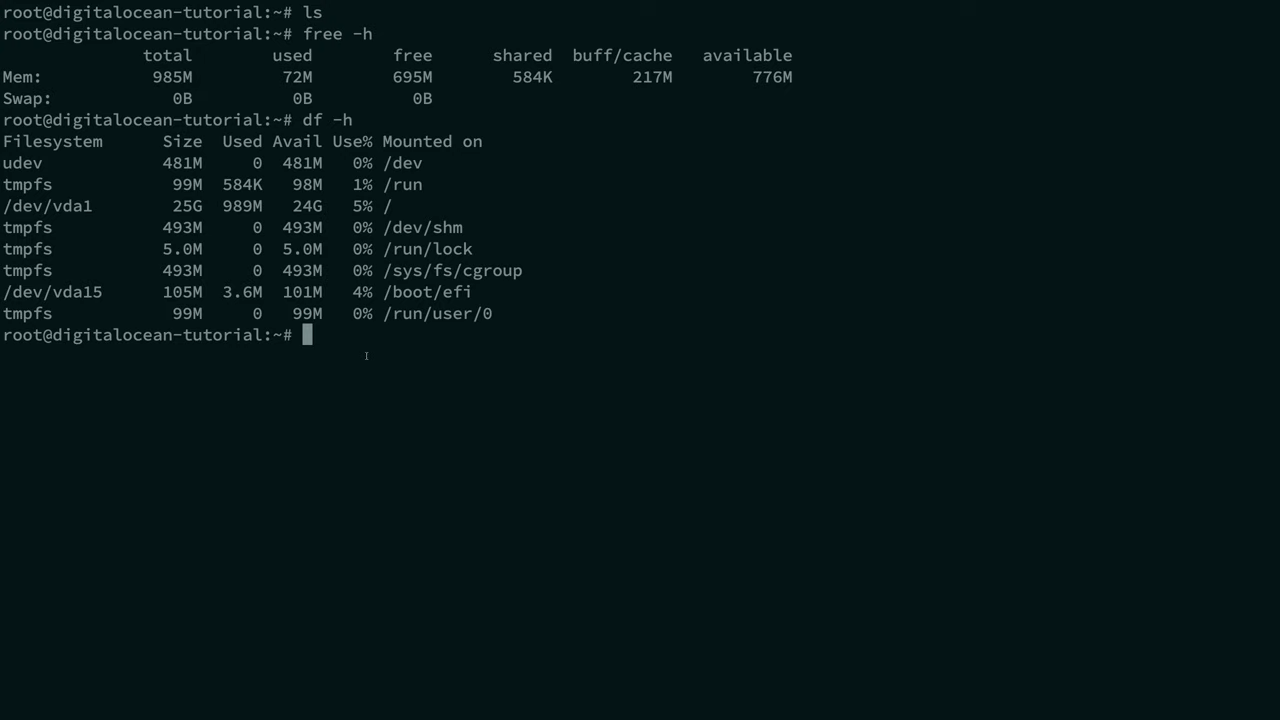 root@digitalocean-tutorial:~# ls
root@digitalocean-tutorial:~# free -h
              total        used        free      shared  buff/cache   available
Mem:           985M         72M        695M        584K        217M        776M
Swap:            0B          0B          0B
root@digitalocean-tutorial:~# df -h
Filesystem      Size  Used Avail Use% Mounted on
udev            481M     0  481M   0% /dev
tmpfs            99M  584K   98M   1% /run
/dev/vda1        25G  989M   24G   5% /
tmpfs           493M     0  493M   0% /dev/shm
tmpfs           5.0M     0  5.0M   0% /run/lock
tmpfs           493M     0  493M   0% /sys/fs/cgroup
/dev/vda15      105M  3.6M  101M   4% /boot/efi
tmpfs            99M     0   99M   0% /run/user/0
root@digitalocean-tutorial:~#